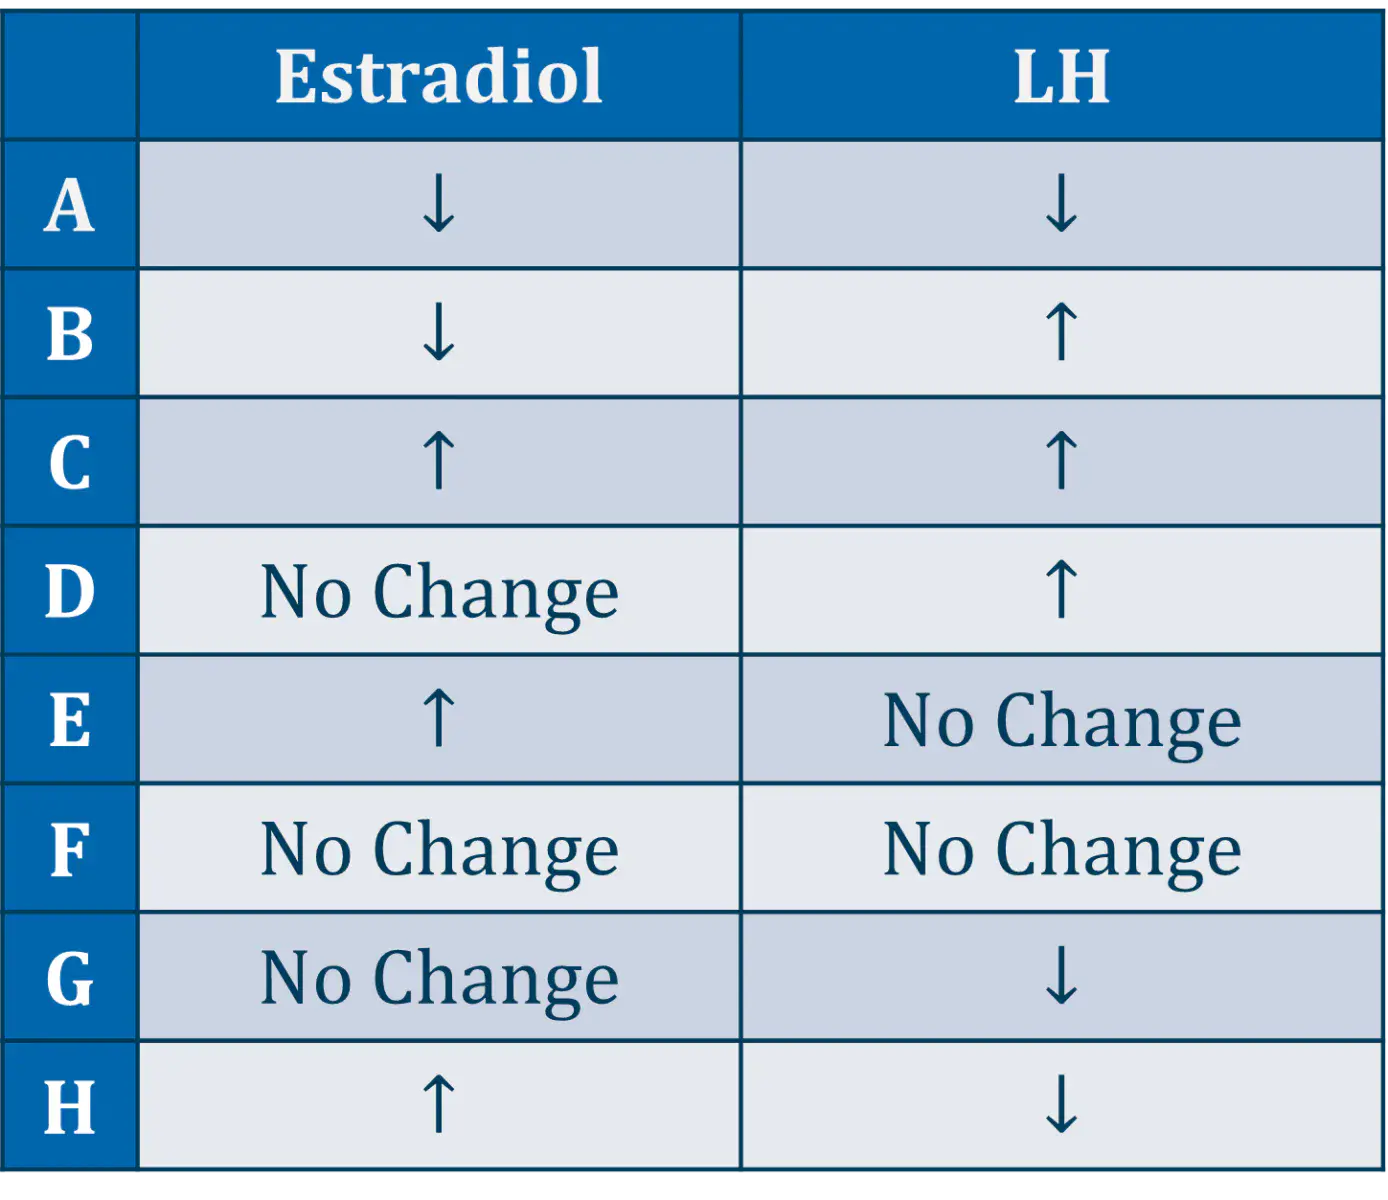 Estradiol LH
A ↓ ↓
B ↓ ↑
C ↑ ↑
D No Change ↑
E ↑ No Change
F No Change No Change
G No Change ↓
H ↑ ↓